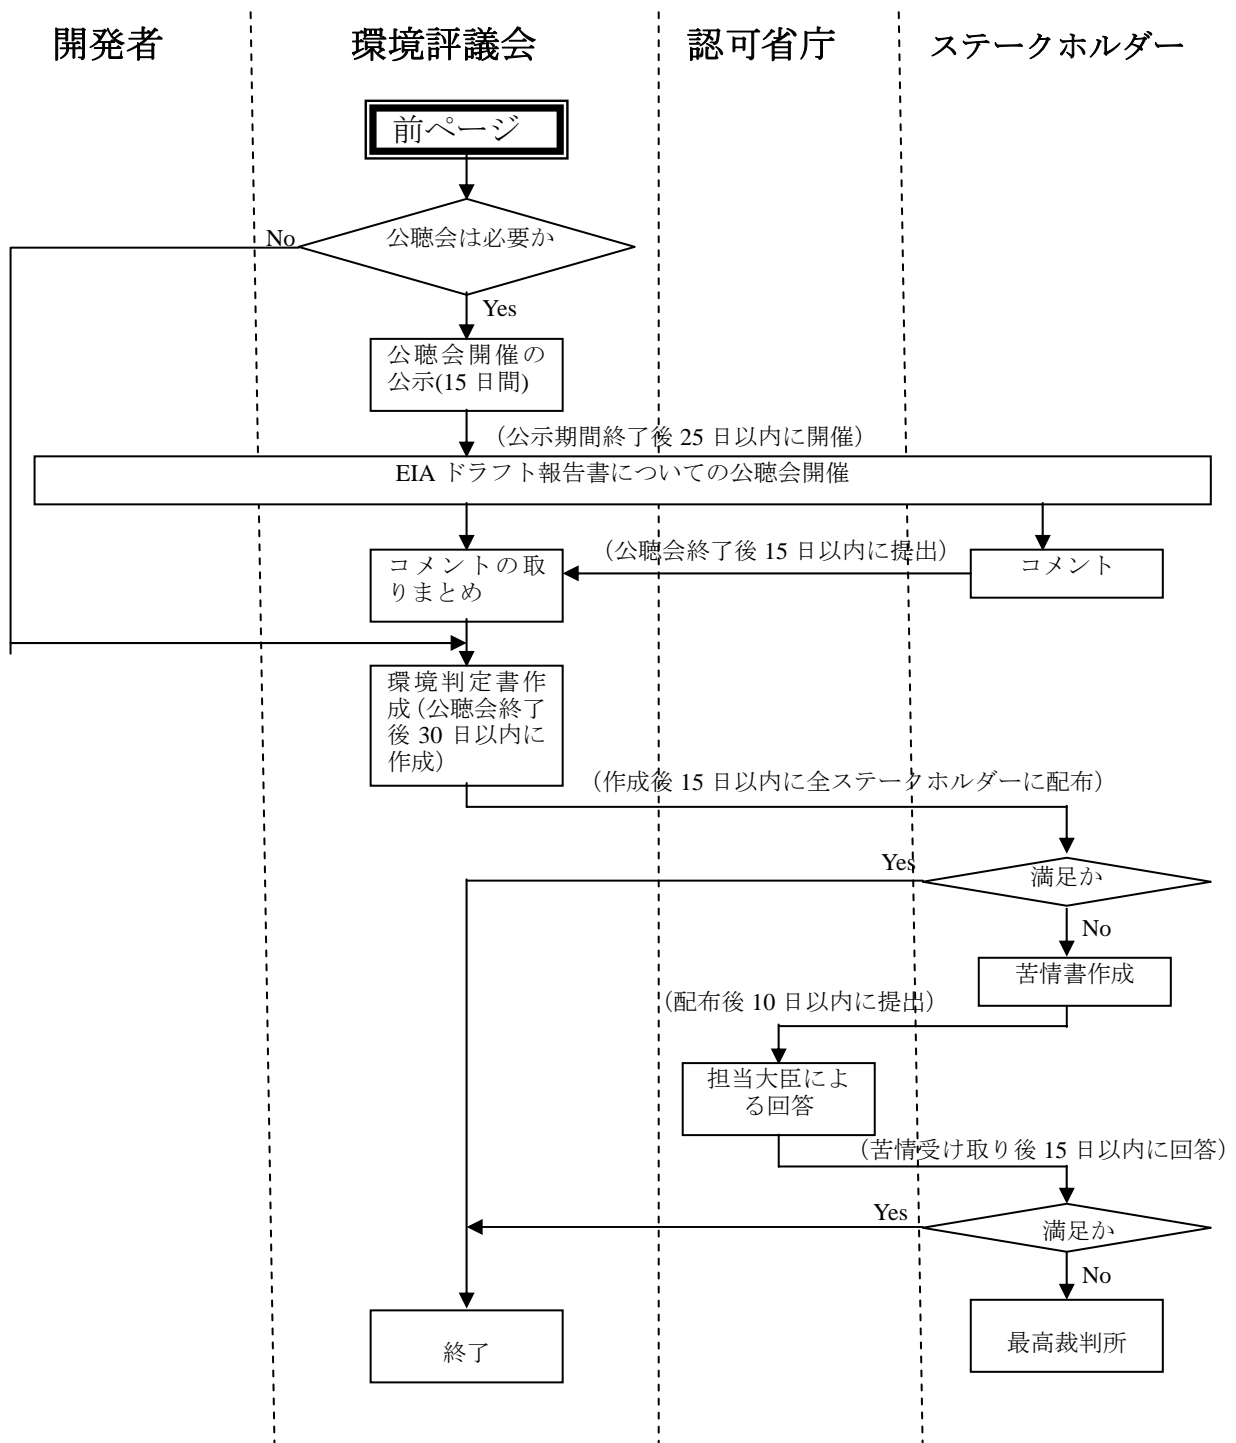 開発者
環境評議会
認可省庁
ステークホルダー
前ページ
公聴会は必要か
No
Yes
公聴会開催の
公示(15 日間)
（公示期間終了後 25 日以内に開催）
EIA ドラフト報告書についての公聴会開催
（公聴会終了後 15 日以内に提出）
コメントの取
りまとめ
コメント
環境判定書作
成（公聴会終了
後 30 日以内に
作成）
（作成後 15 日以内に全ステークホルダーに配布）
Yes
満足か
No
苦情書作成
（配布後 10 日以内に提出）
担当大臣によ
る回答
（苦情受け取り後 15 日以内に回答）
Yes
満足か
No
終了
最高裁判所